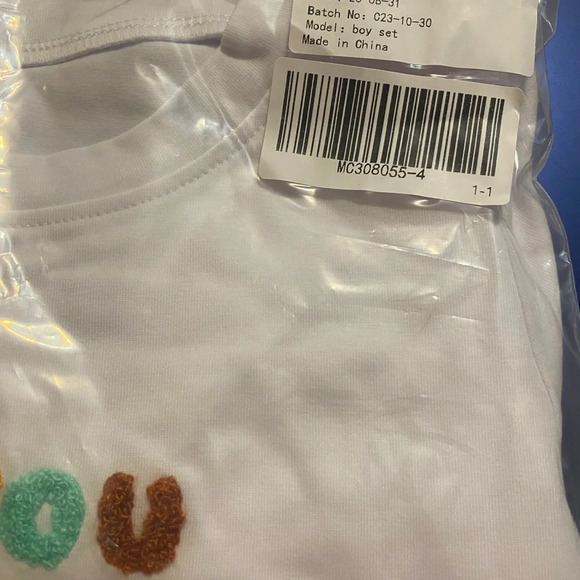 Batch No: C23-10-30
Model: boy set
Made in China
MC308055-4
1-1
OU